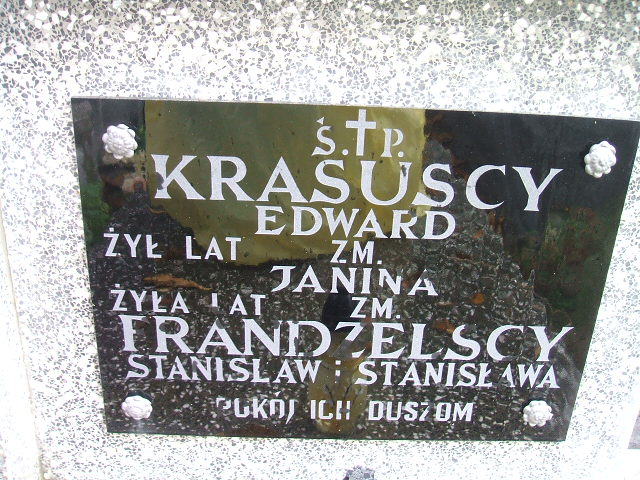 Ś. † P.
KRASUSCY
EDWARD
ŻYŁ LAT ZM.
JANINA
ŻYŁA LAT ZM.
FRANDZELSCY
STANISŁAW i STANISŁAWA
POKÓJ ICH DUSZOM